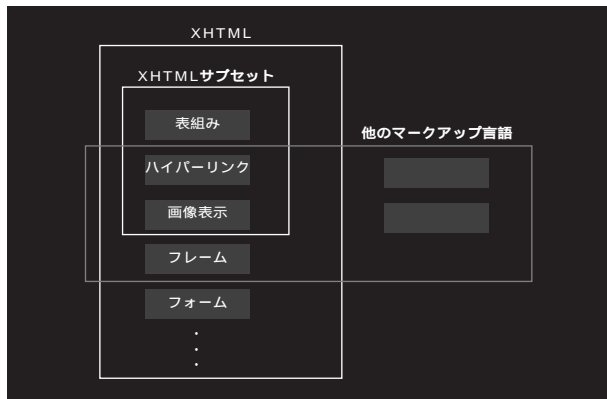 XHTML
XHTMLサブセット
表組み
他のマークアップ言語
ハイパーリンク
画像表示
フレーム
フォーム
・
・
・